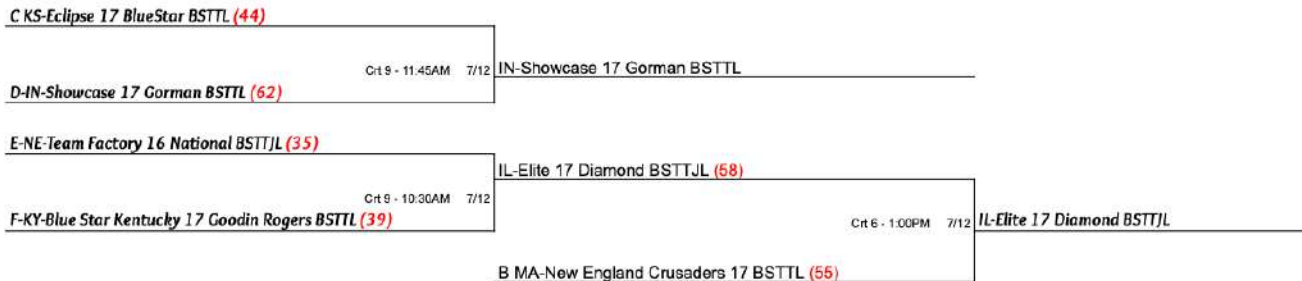 C KS-Eclipse 17 BlueStar BSTTL (44)
Crt 9 - 11:45AM 7/12
IN-Showcase 17 Gorman BSTTL
D-IN-Showcase 17 Gorman BSTTL (62)
E-NE-Team Factory 16 National BSTTJL (35)
IL-Elite 17 Diamond BSTTJL (58)
Crt 9 - 10:30AM 7/12
F-KY-Blue Star Kentucky 17 Goodin Rogers BSTTL (39)
Crt 6 - 1:00PM 7/12
IL-Elite 17 Diamond BSTTJL
B MA-New England Crusaders 17 BSTTL (55)